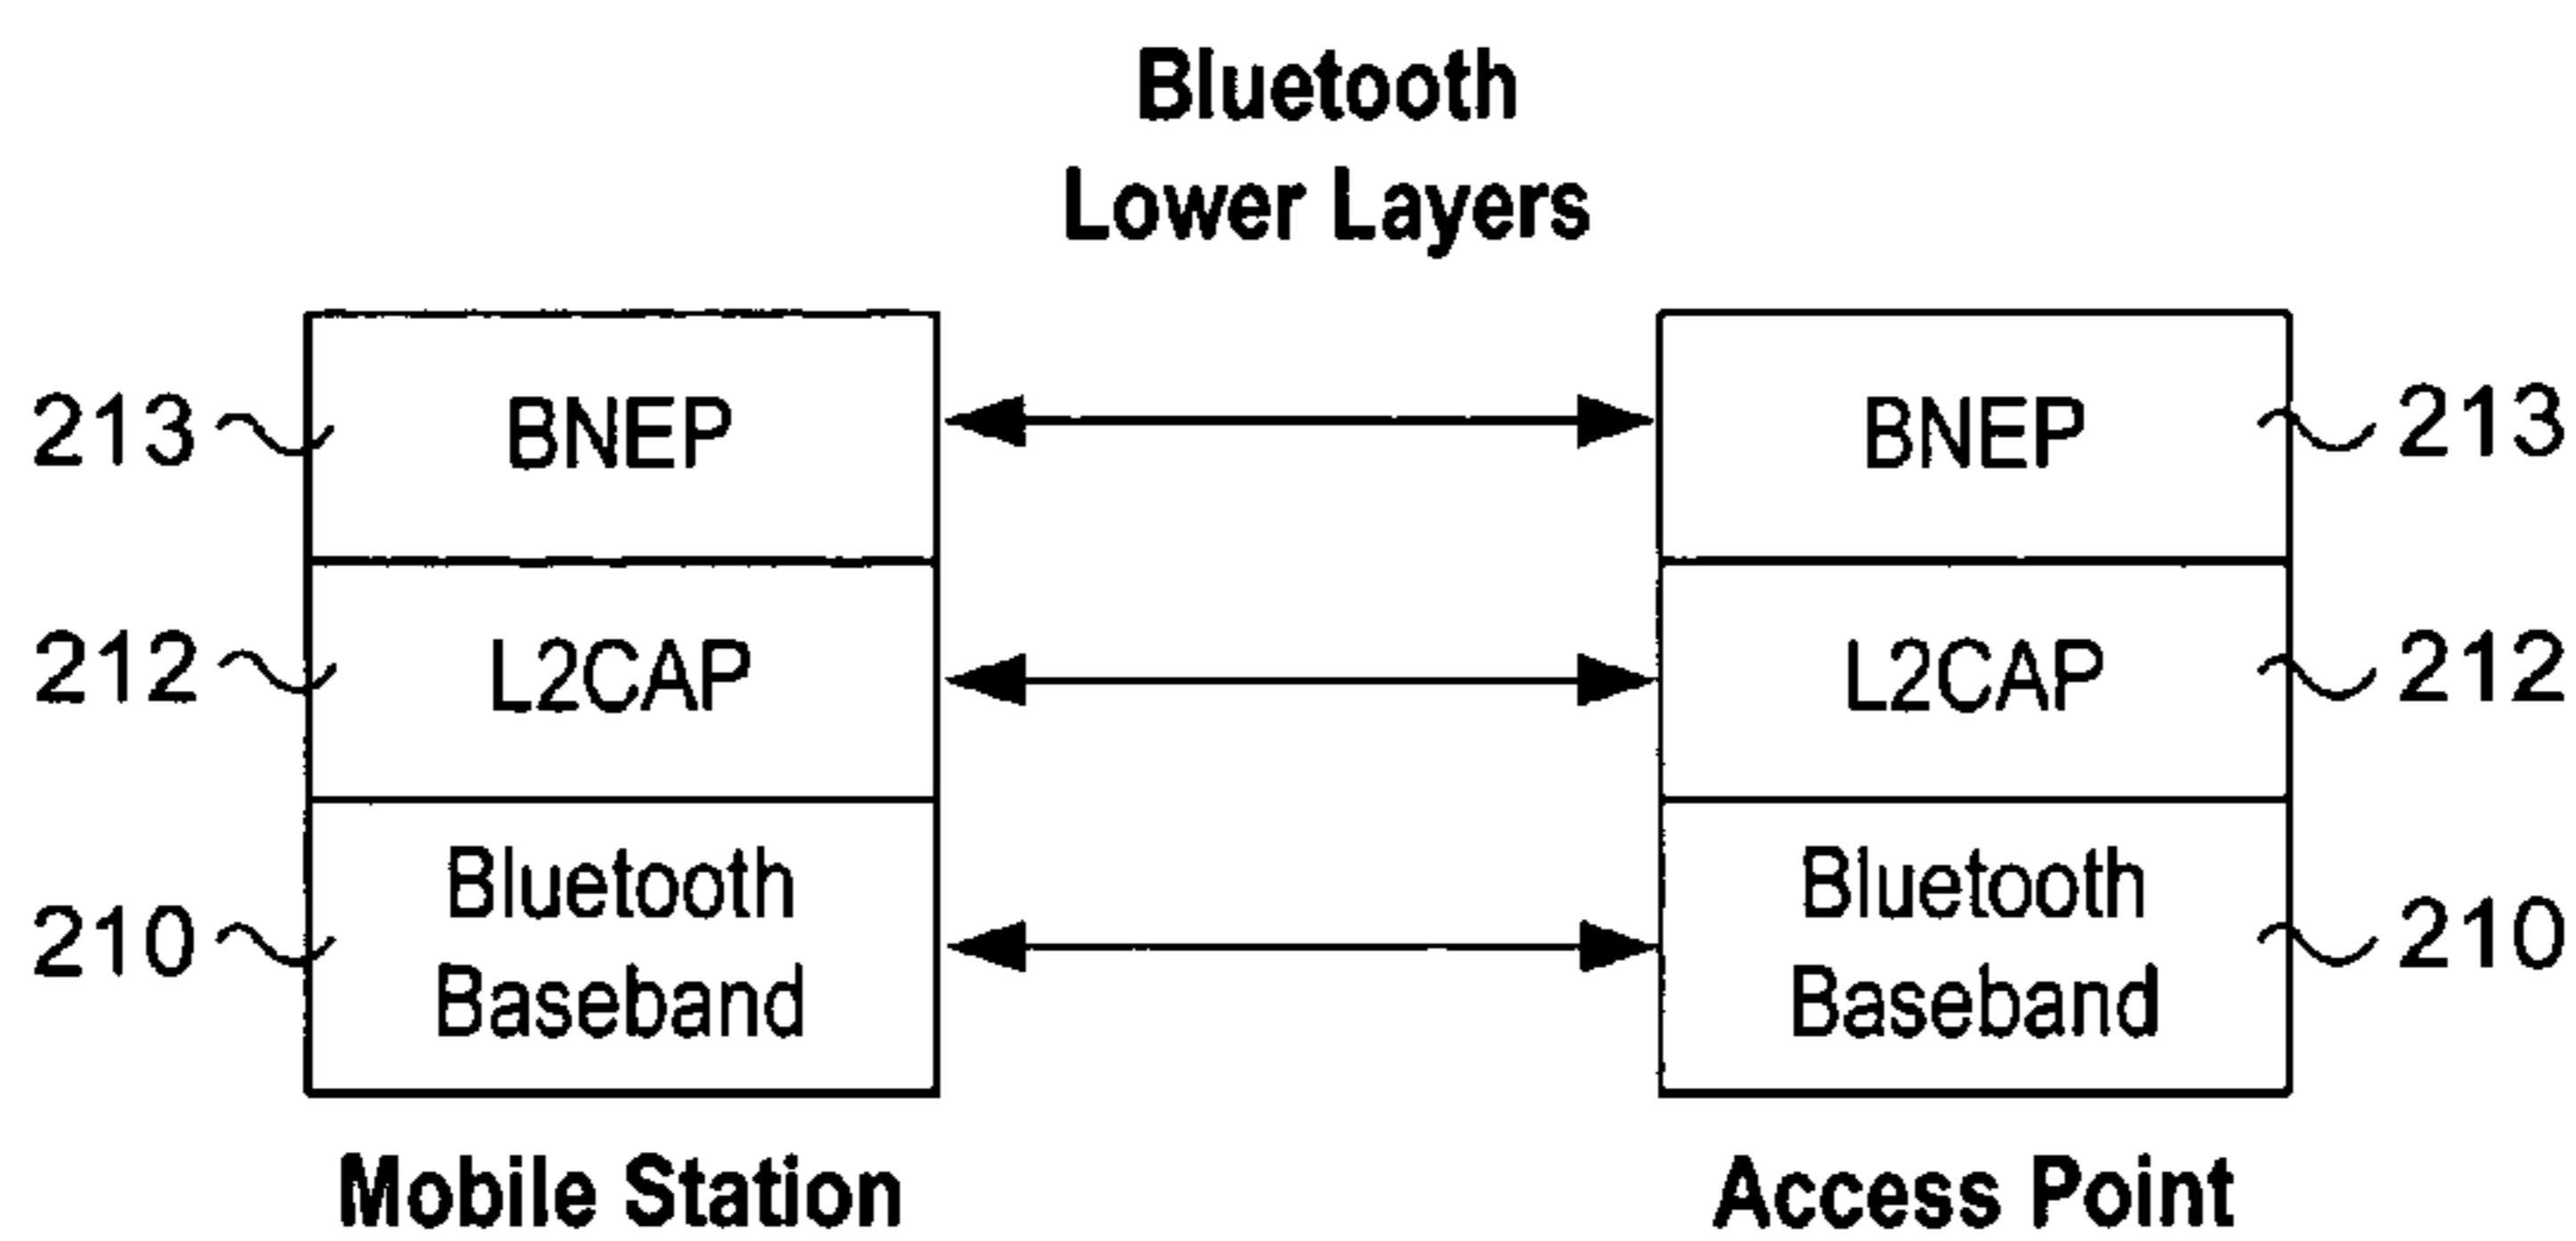 Bluetooth
Lower Layers
213 BNEP BNEP 213
212 L2CAP L2CAP 212
210 Bluetooth Baseband Bluetooth Baseband 210
Mobile Station Access Point